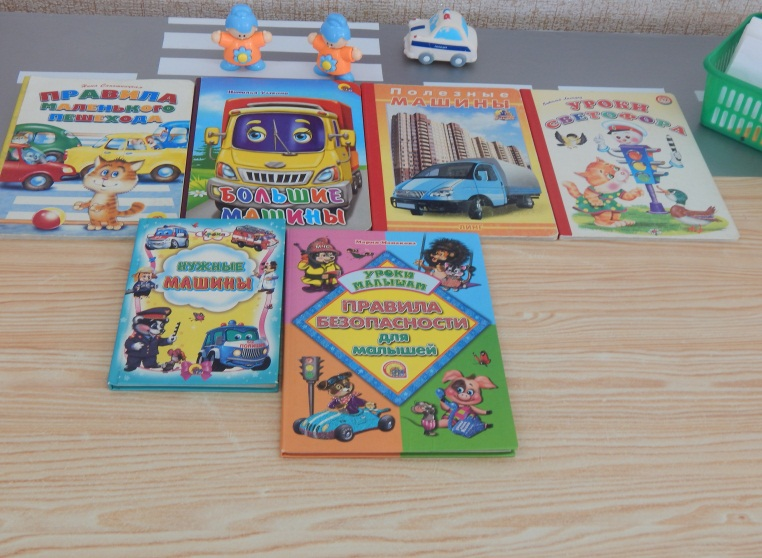 ПРАВИЛА
МАЛЕНЬКОГО
ПЕШЕХОДА
БОЛЬШИЕ
МАШИНЫ
Полезные
МАШИНЫ
УРОКИ
СВЕТОФОРА
НУЖНЫЕ
МАШИНЫ
УРОКИ
МАЛЫШАМ
ПРАВИЛА
БЕЗОПАСНОСТИ
для
малышей